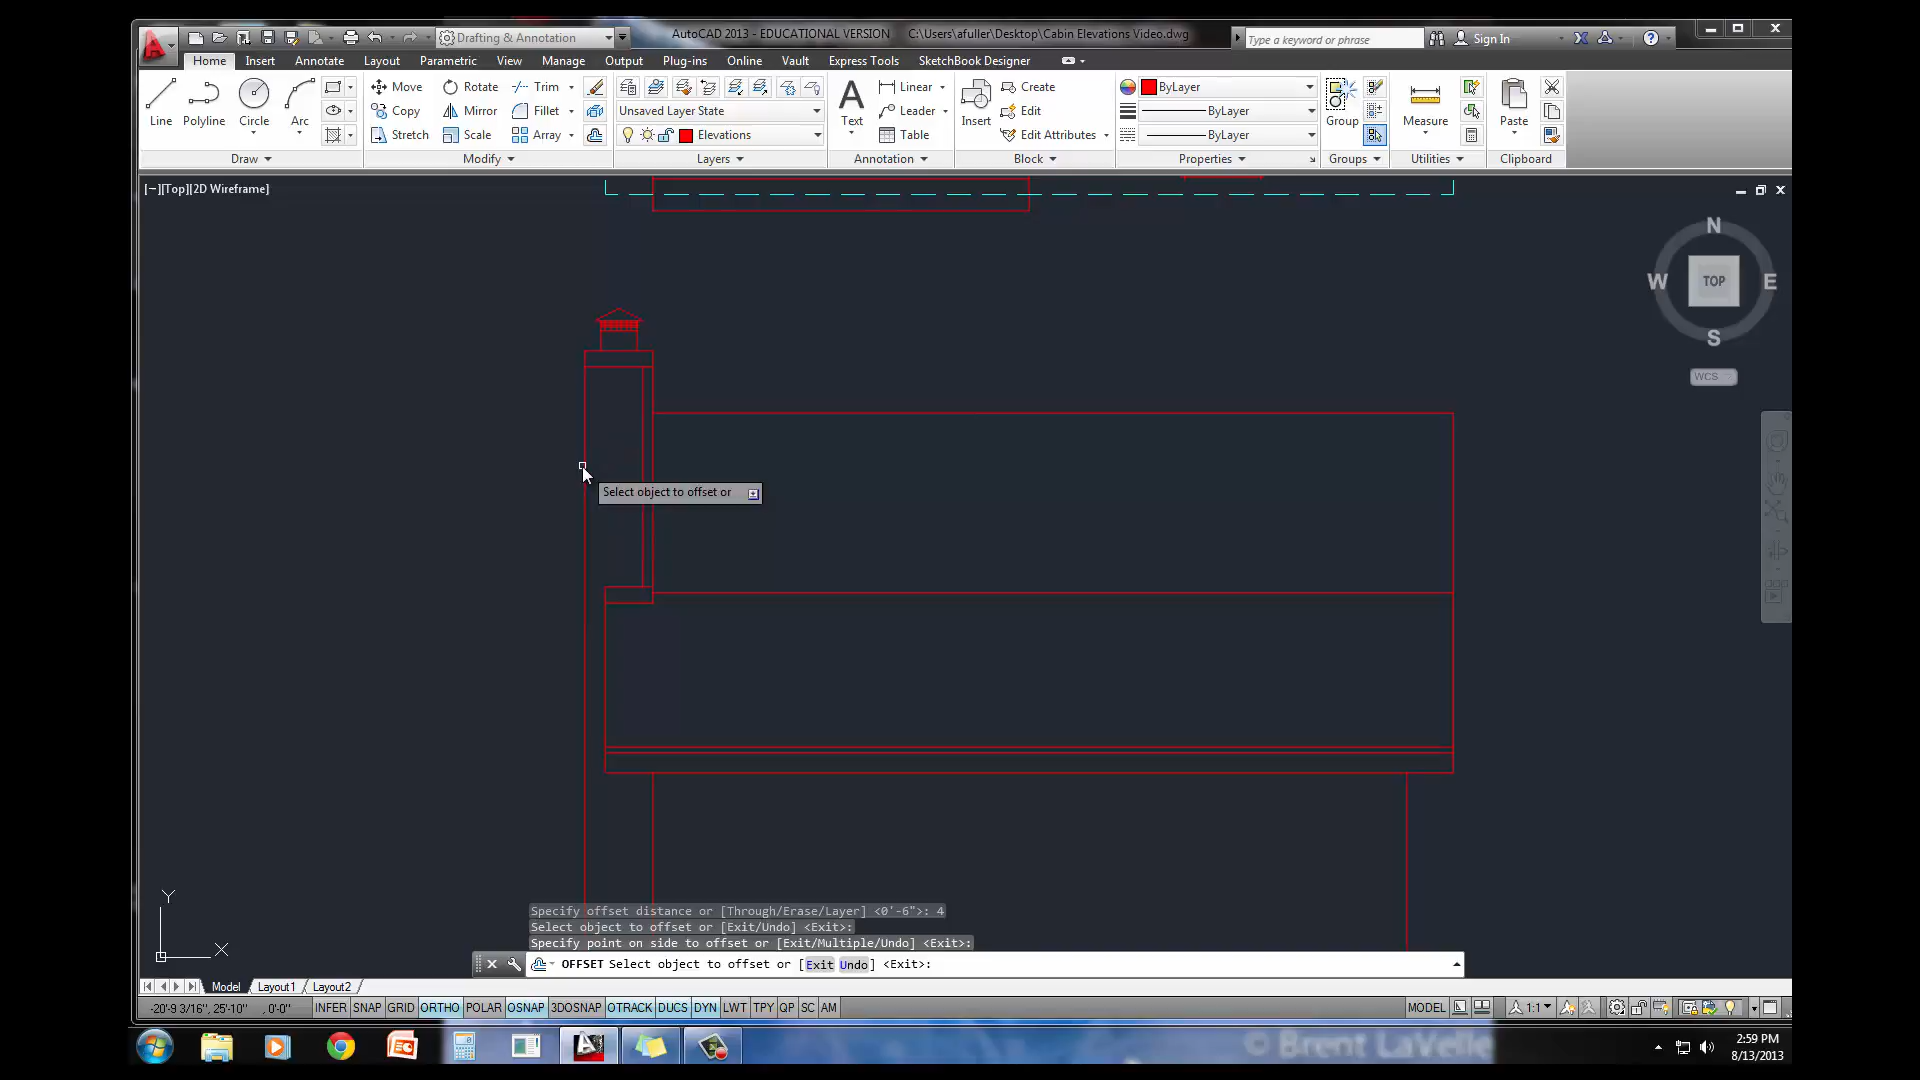 Drafting & Annotation
AutoCAD 2013 - EDUCATIONAL VERSION C:\Users\afuller\Desktop\Cabin Elevations Video.dwg
Type a keyword or phrase
Sign In
Home Insert Annotate Layout Parametric View Manage Output Plug-ins Online Vault Express Tools SketchBook Designer
Line Polyline Circle Arc
Move Rotate Trim
Copy Mirror Fillet
Stretch Scale Array
Unsaved Layer State
Elevations
Text
Linear
Leader
Table
Insert
Create
Edit
Edit Attributes
ByLayer
ByLayer
ByLayer
Group
Measure
Paste
Draw Modify Layers Annotation Block Properties Groups Utilities Clipboard
[−][Top][2D Wireframe]
N
W TOP E
S
WCS
Select object to offset or
Y
X
Specify offset distance or [Through/Erase/Layer] <0'-6">: 4
Select object to offset or [Exit/Undo] <Exit>:
Specify point on side to offset or [Exit/Multiple/Undo] <Exit>:
OFFSET Select object to offset or [Exit Undo] <Exit>:
Model Layout1 Layout2
-20'-9 3/16", 25'-10" , 0'-0" INFER SNAP GRID ORTHO POLAR OSNAP 3DOSNAP OTRACK DUCS DYN LWT TPY QP SC AM MODEL 1:1
© Brent LaVelle
2:59 PM
8/13/2013